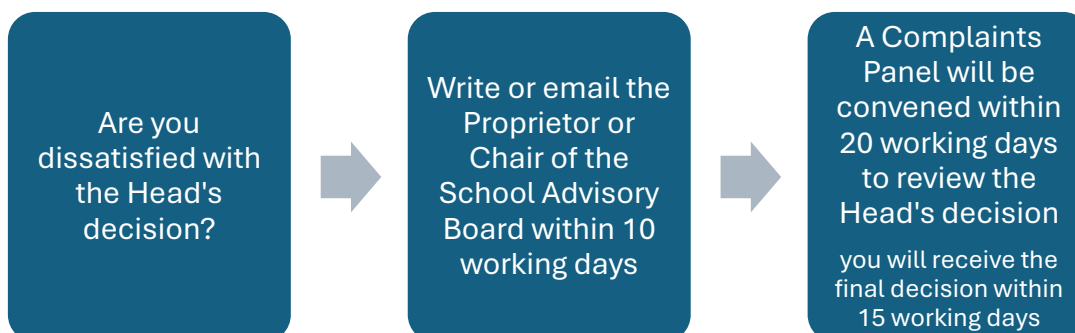 Are you
dissatisfied with
the Head's
decision?
Write or email the
Proprietor or
Chair of the
School Advisory
Board within 10
working days
A Complaints
Panel will be
convened within
20 working days
to review the
Head's decision
you will receive the
final decision within
15 working days